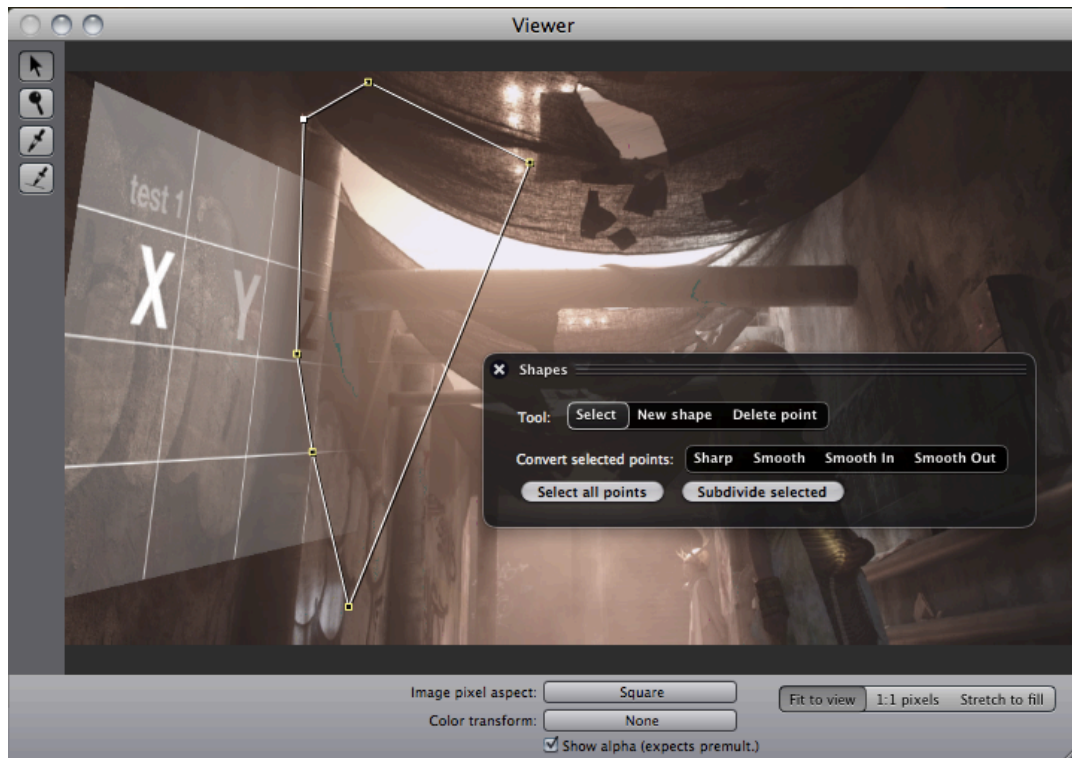 Viewer
test 1
X Y
Shapes
Tool: Select New shape Delete point
Convert selected points: Sharp Smooth Smooth In Smooth Out
Select all points Subdivide selected
Image pixel aspect: Square
Fit to view 1:1 pixels Stretch to fill
Color transform: None
Show alpha (expects premult.)